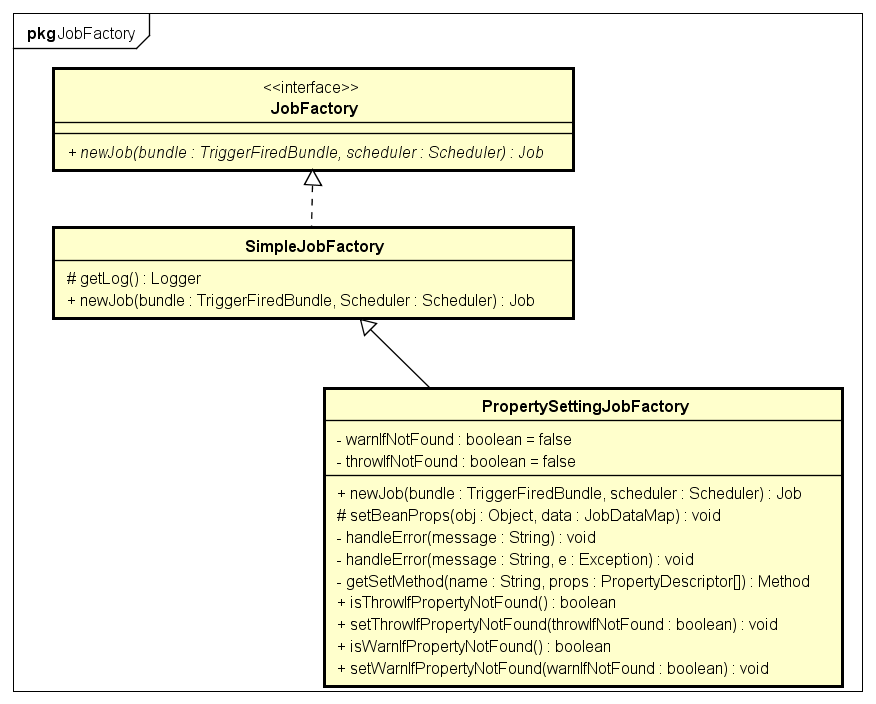 pkg JobFactory
<<interface>>
JobFactory
+ newJob(bundle : TriggerFiredBundle, scheduler : Scheduler) : Job
SimpleJobFactory
# getLog() : Logger
+ newJob(bundle : TriggerFiredBundle, Scheduler : Scheduler) : Job
PropertySettingJobFactory
- warnIfNotFound : boolean = false
- throwIfNotFound : boolean = false
+ newJob(bundle : TriggerFiredBundle, scheduler : Scheduler) : Job
# setBeanProps(obj : Object, data : JobDataMap) : void
- handleError(message : String) : void
- handleError(message : String, e : Exception) : void
- getSetMethod(name : String, props : PropertyDescriptor[]) : Method
+ isThrowIfPropertyNotFound() : boolean
+ setThrowIfPropertyNotFound(throwIfNotFound : boolean) : void
+ isWarnIfPropertyNotFound() : boolean
+ setWarnIfPropertyNotFound(warnIfNotFound : boolean) : void